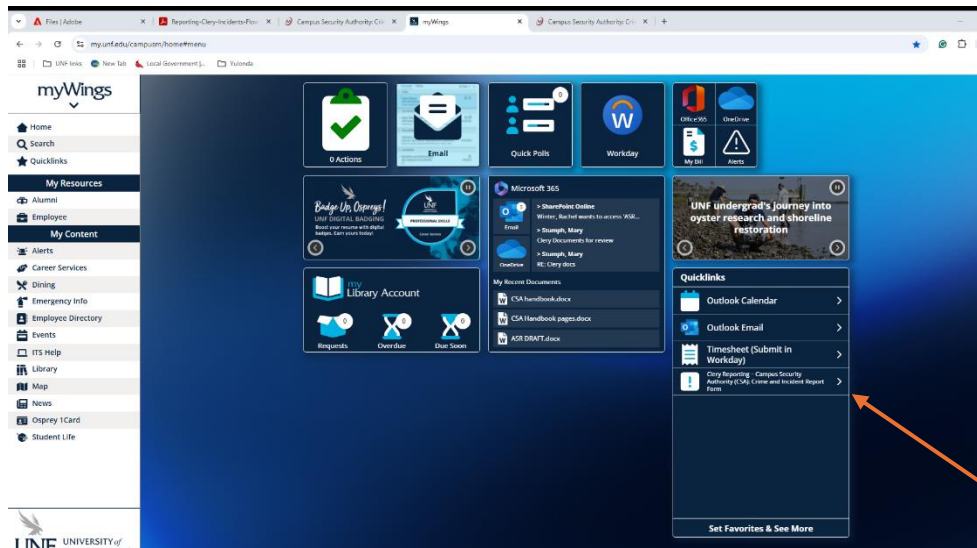 Files | Adobe
Reporting-Clery-Incidents-Flow
Campus Security Authority: Cri
myWings
Campus Security Authority: Cri
my.unf.edu/campusm/home#menu
UNF links
New Tab
Local Government J...
Yulonda
myWings
Home
Search
Quicklinks
My Resources
Alumni
Employee
My Content
Alerts
Career Services
Dining
Emergency Info
Employee Directory
Events
ITS Help
Library
Map
News
Osprey 1Card
Student Life
UNF UNIVERSITY of
0 Actions
Email
0
Quick Polls
Workday
Office365
OneDrive
My Bill
Alerts
Badge Up, Ospreys!
UNF DIGITAL BADGING
Boost your resume with digital
badges. Earn yours today!
UNF
PROFESSIONAL SKILLS
Microsoft 365
Email
> SharePoint Online
Winter, Rachel wants to access 'ASR...
> Stumph, Mary
Clery Documents for review
OneDrive
> Stumph, Mary
RE: Clery docs
My Recent Documents
CSA handbook.docx
CSA Handbook pages.docx
ASR DRAFT.docx
UNF undergrad's journey into
oyster research and shoreline
restoration
my
Library Account
0
0
0
Requests
Overdue
Due Soon
Quicklinks
Outlook Calendar
Outlook Email
Timesheet (Submit in
Workday)
Clery Reporting - Campus Security
Authority (CSA): Crime and Incident Report
Form
Set Favorites & See More